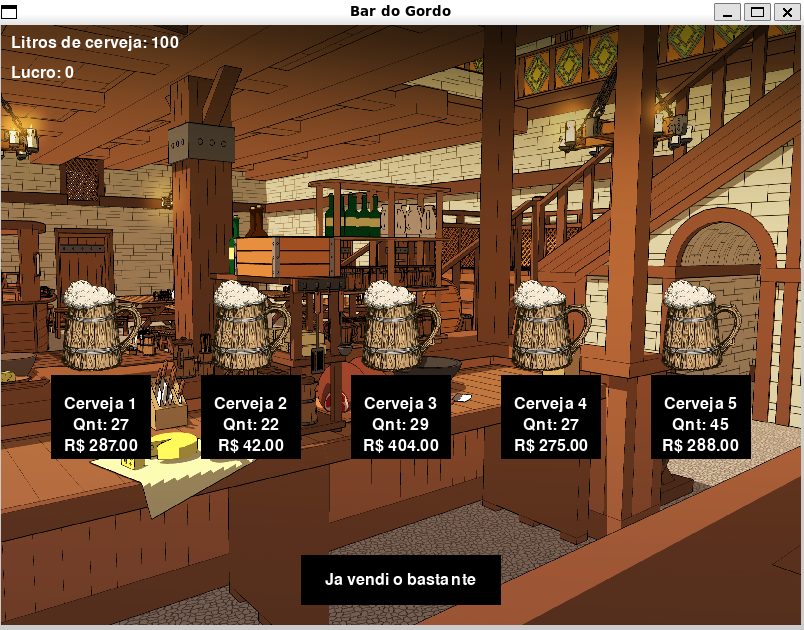 Bar do Gordo
Litros de cerveja: 100
Lucro: 0
Cerveja 1
Qnt: 27
R$ 287.00
Cerveja 2
Qnt: 22
R$ 42.00
Cerveja 3
Qnt: 29
R$ 404.00
Cerveja 4
Qnt: 27
R$ 275.00
Cerveja 5
Qnt: 45
R$ 288.00
Ja vendi o bastante